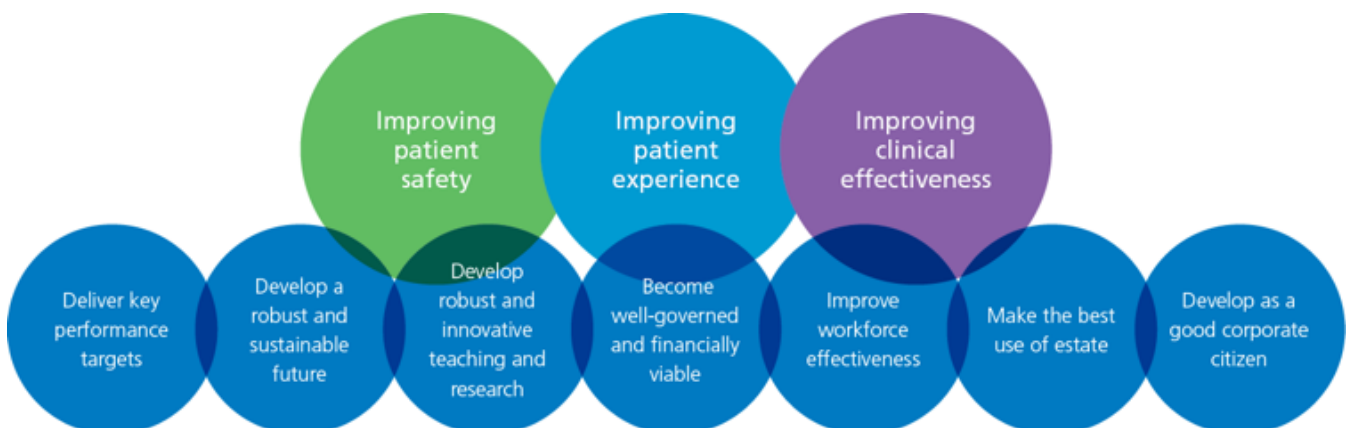 Improving
patient
safety
Improving
patient
experience
Improving
clinical
effectiveness
Deliver key
performance
targets
Develop a
robust and
sustainable
future
Develop
robust and
innovative
teaching and
research
Become
well-governed
and financially
viable
Improve
workforce
effectiveness
Make the best
use of estate
Develop as a
good corporate
citizen